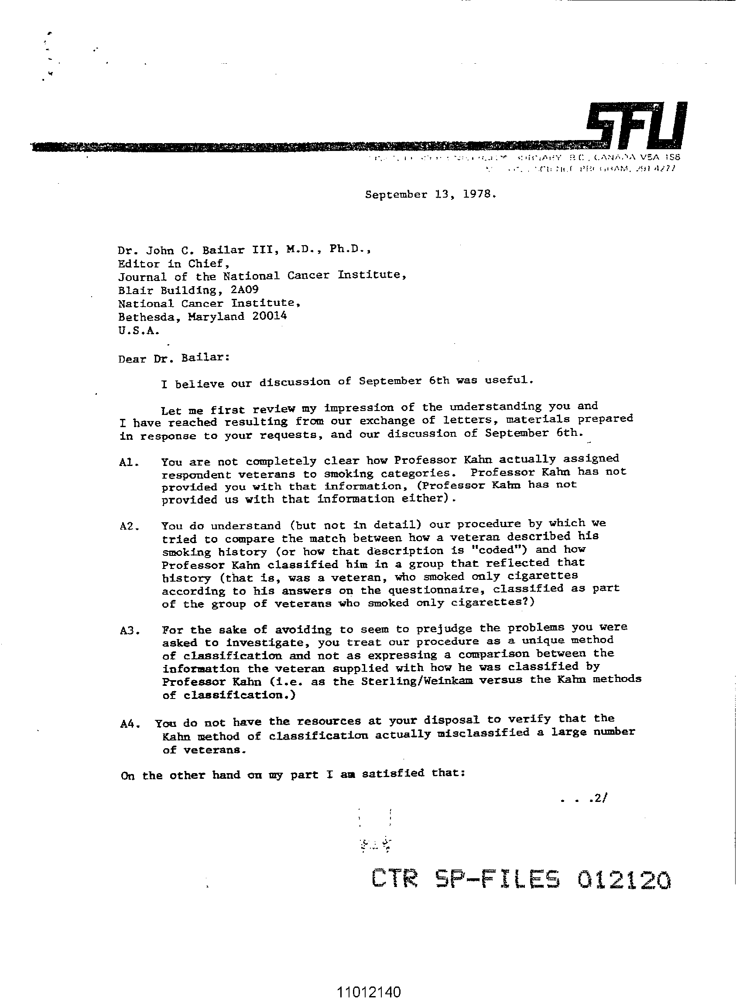 SFU
B.C., CANADA V5A 1S6
291-4277
September 13, 1978.
Dr. John C. Bailar III, M.D., Ph.D.,
Editor in Chief,
Journal of the National Cancer Institute,
Blair Building, 2A09
National Cancer Institute,
Bethesda, Maryland 20014
U.S.A.
Dear Dr. Bailar:
I believe our discussion of September 6th was useful.
Let me first review my impression of the understanding you and
I have reached resulting from our exchange of letters, materials prepared
in response to your requests, and our discussion of September 6th.
A1. You are not completely clear how Professor Kahn actually assigned
respondent veterans to smoking categories. Professor Kahn has not
provided you with that information, (Professor Kahn has not
provided us with that information either).
A2. You do understand (but not in detail) our procedure by which we
tried to compare the match between how a veteran described his
smoking history (or how that description is "coded") and how
Professor Kahn classified him in a group that reflected that
history (that is, was a veteran, who smoked only cigarettes
according to his answers on the questionnaire, classified as part
of the group of veterans who smoked only cigarettes?)
A3. For the sake of avoiding to seem to prejudge the problems you were
asked to investigate, you treat our procedure as a unique method
of classification and not as expressing a comparison between the
information the veteran supplied with how he was classified by
Professor Kahn (i.e. as the Sterling/Weinkam versus the Kahn methods
of classification.)
A4. You do not have the resources at your disposal to verify that the
Kahn method of classification actually misclassified a large number
of veterans.
On the other hand on my part I am satisfied that:
. . .2/
CTR SP-FILES 012120
11012140